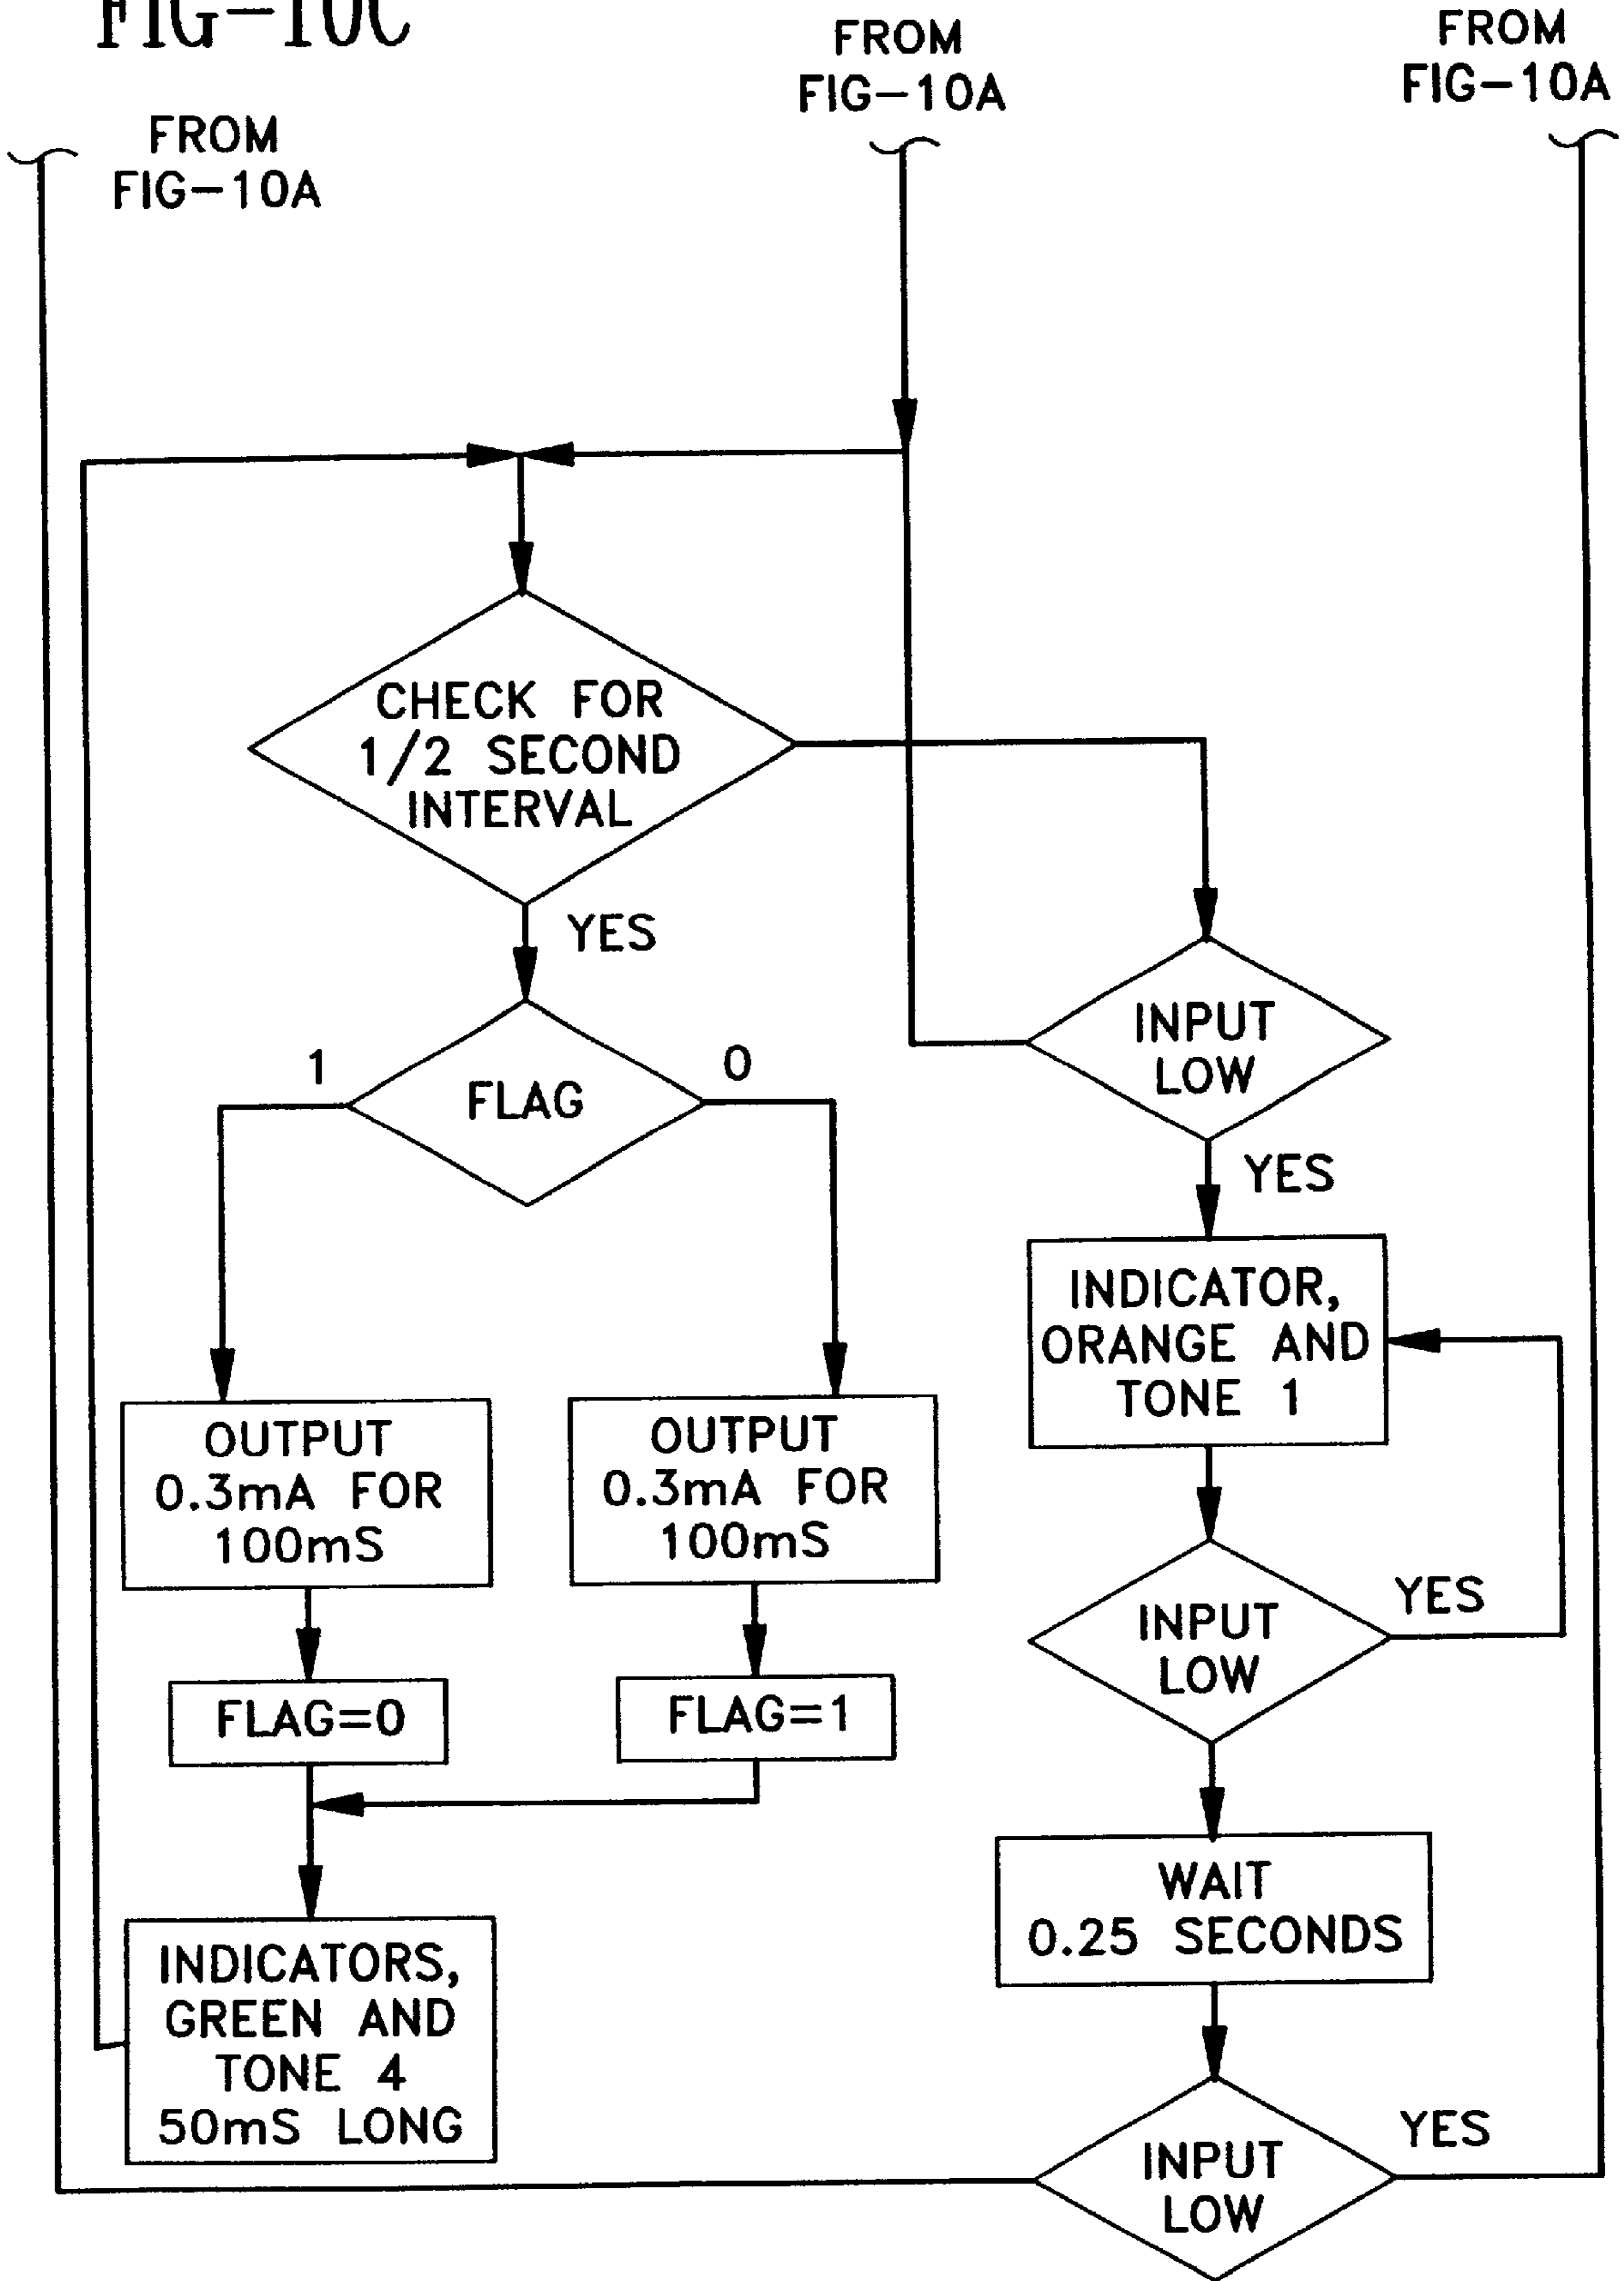 FIG-10C
FROM
FIG-10A
FROM
FIG-10A
FROM
FIG-10A
CHECK FOR
1/2 SECOND
INTERVAL
YES
FLAG
1
0
OUTPUT
0.3mA FOR
100mS
OUTPUT
0.3mA FOR
100mS
FLAG=0
FLAG=1
INDICATORS,
GREEN AND
TONE 4
50mS LONG
INPUT
LOW
YES
INDICATOR,
ORANGE AND
TONE 1
INPUT
LOW
YES
WAIT
0.25 SECONDS
INPUT
LOW
YES